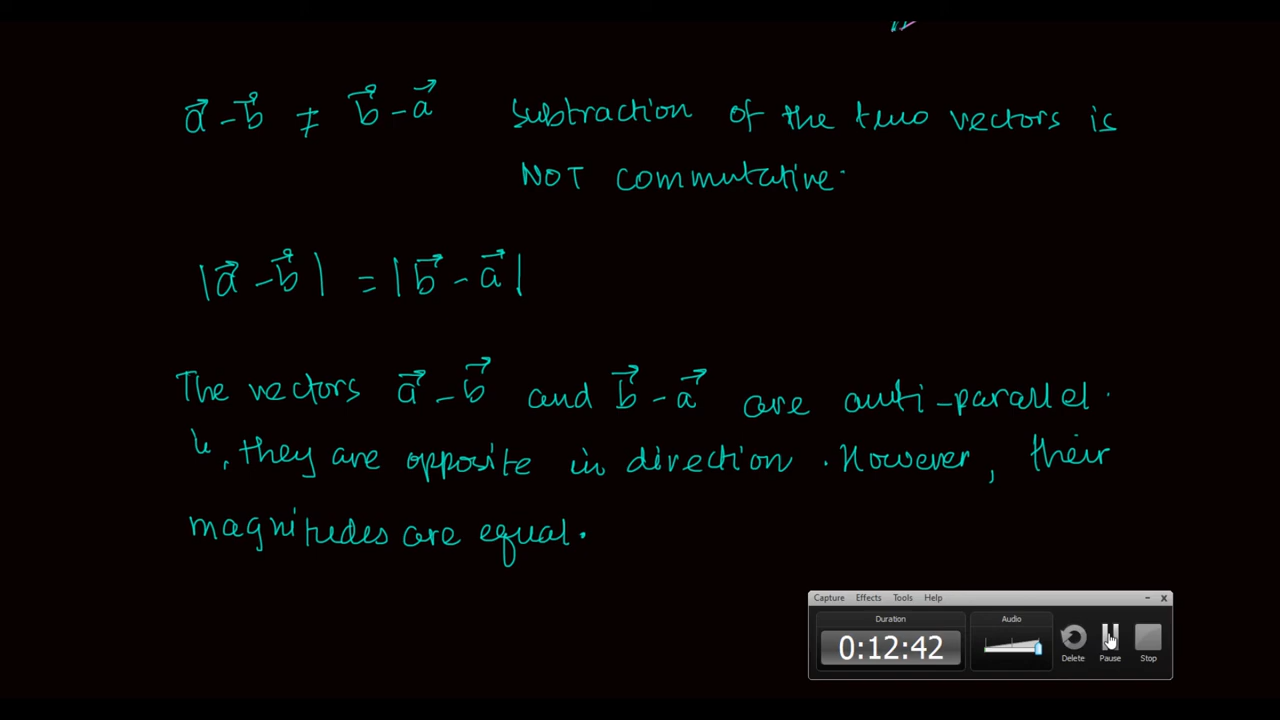 a⃗ - b⃗ ≠ b⃗ - a⃗ Subtraction of the two vectors is
NOT commutative.
|a⃗ - b⃗| = |b⃗ - a⃗|
The vectors a⃗ - b⃗ and b⃗ - a⃗ are anti-parallel.
they are opposite in direction. However, their
magnitudes are equal.
Capture Effects Tools Help
Duration Audio
0:12:42
Delete Pause Stop